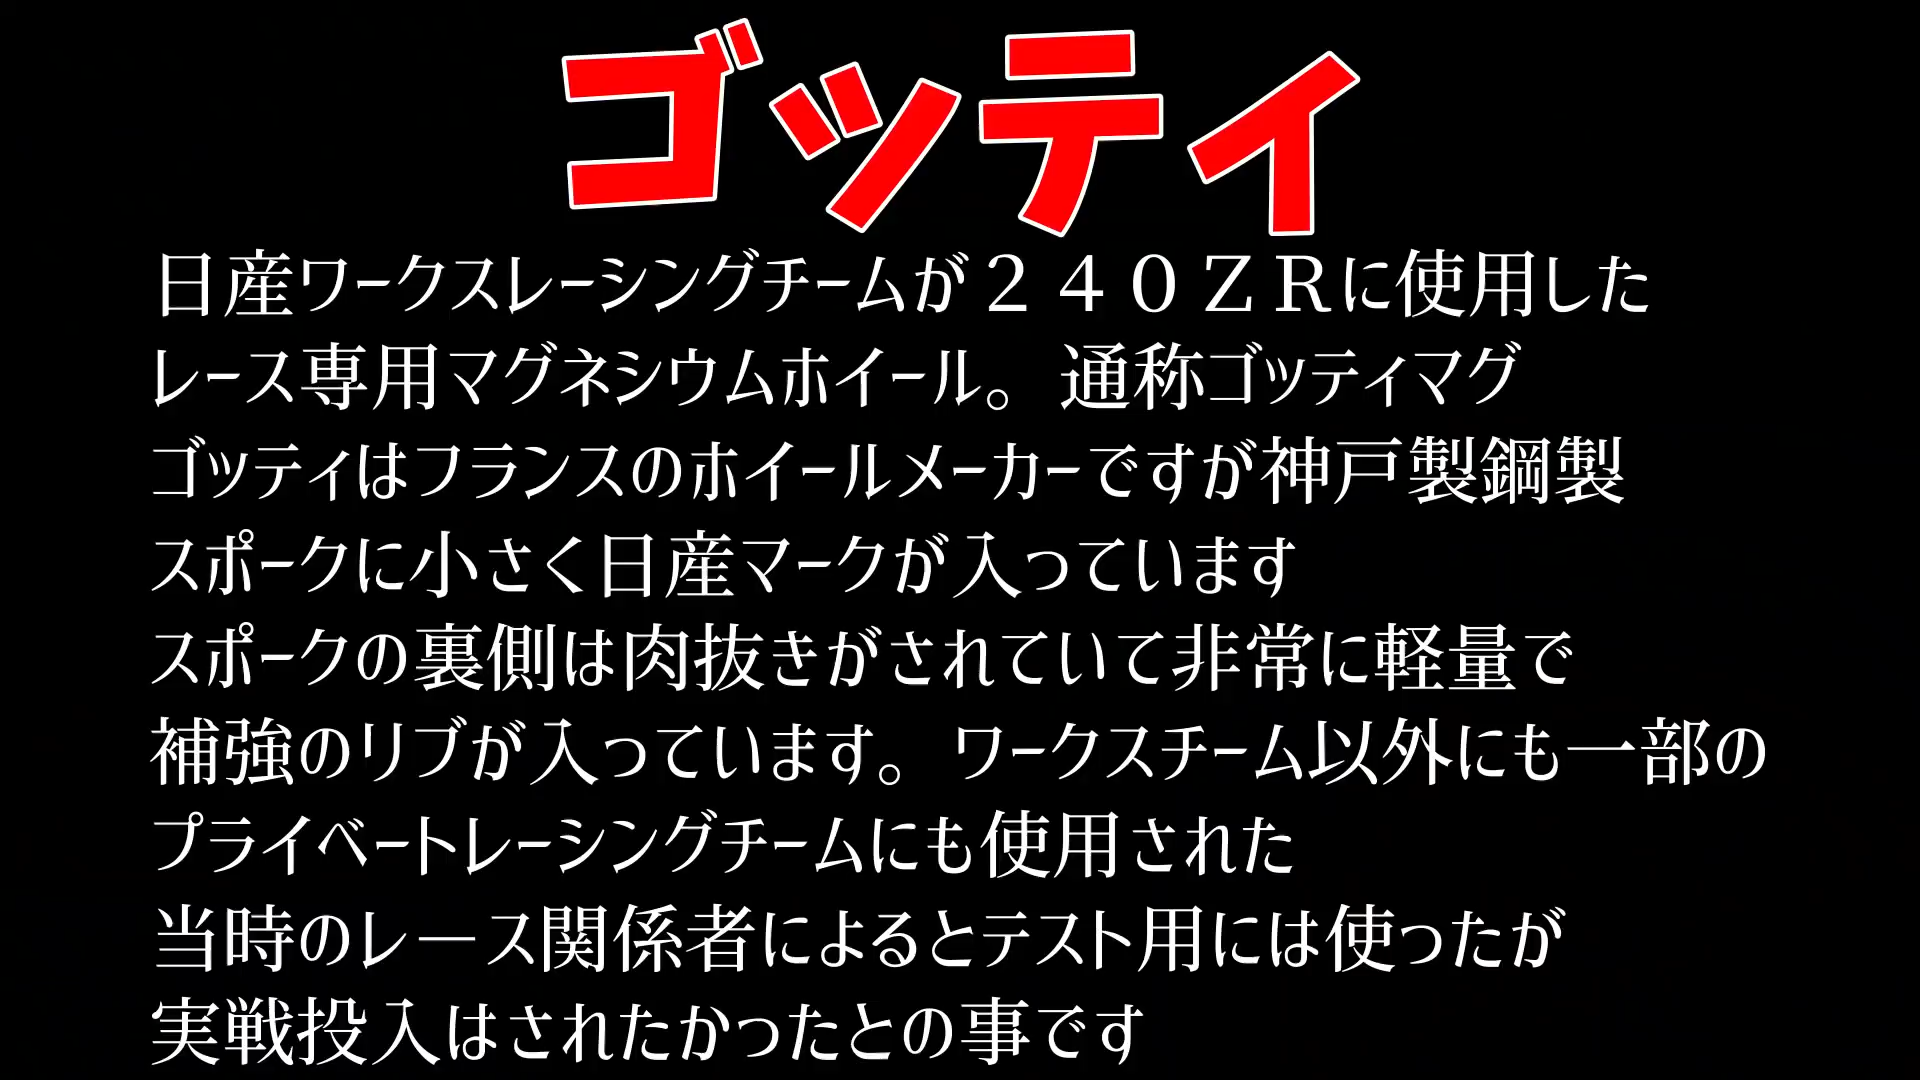 ゴッティ
日産ワークスレーシングチームが２４０ＺＲに使用した
レース専用マグネシウムホイール。通称ゴッティマグ
ゴッティはフランスのホイールメーカーですが神戸製鋼製
スポークに小さく日産マークが入っています
スポークの裏側は肉抜きがされていて非常に軽量で
補強のリブが入っています。ワークスチーム以外にも一部の
プライベートレーシングチームにも使用された
当時のレース関係者によるとテスト用には使ったが
実戦投入はされたかつたとの事です